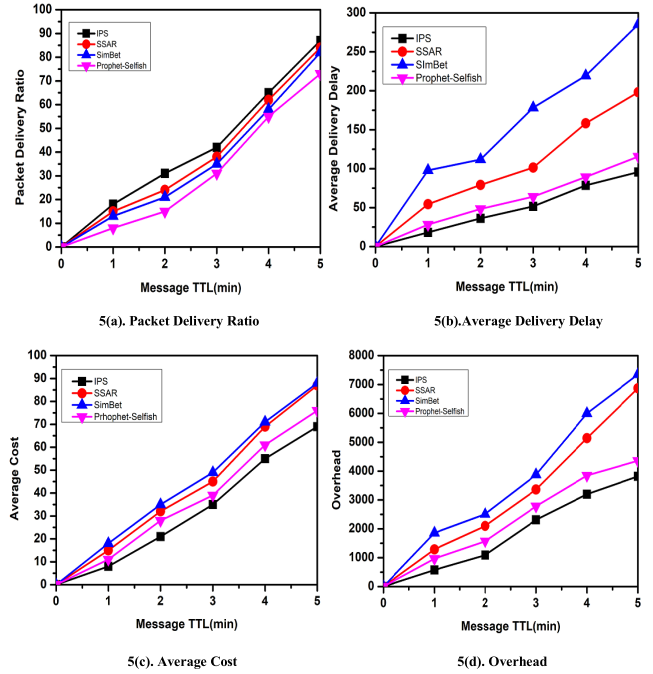 100
90
80
70
60
50
40
30
20
10
0
Packet Delivery Ratio
IPS
SSAR
SimBet
Prophet-Selfish
0 1 2 3 4 5
Message TTL(min)
5(a). Packet Delivery Ratio
300
250
200
150
100
50
0
Average Delivery Delay
IPS
SSAR
SImBet
Prophet-Selfish
0 1 2 3 4 5
Message TTL(min)
5(b).Average Delivery Delay
100
90
80
70
60
50
40
30
20
10
0
Average Cost
IPS
SSAR
SimBet
Prhophet-Selfish
0 1 2 3 4 5
Message TTL(min)
5(c). Average Cost
8000
7000
6000
5000
4000
3000
2000
1000
0
Overhead
IPS
SSAR
SimBet
Prophet-Selfish
0 1 2 3 4 5
Message TTL(min)
5(d). Overhead